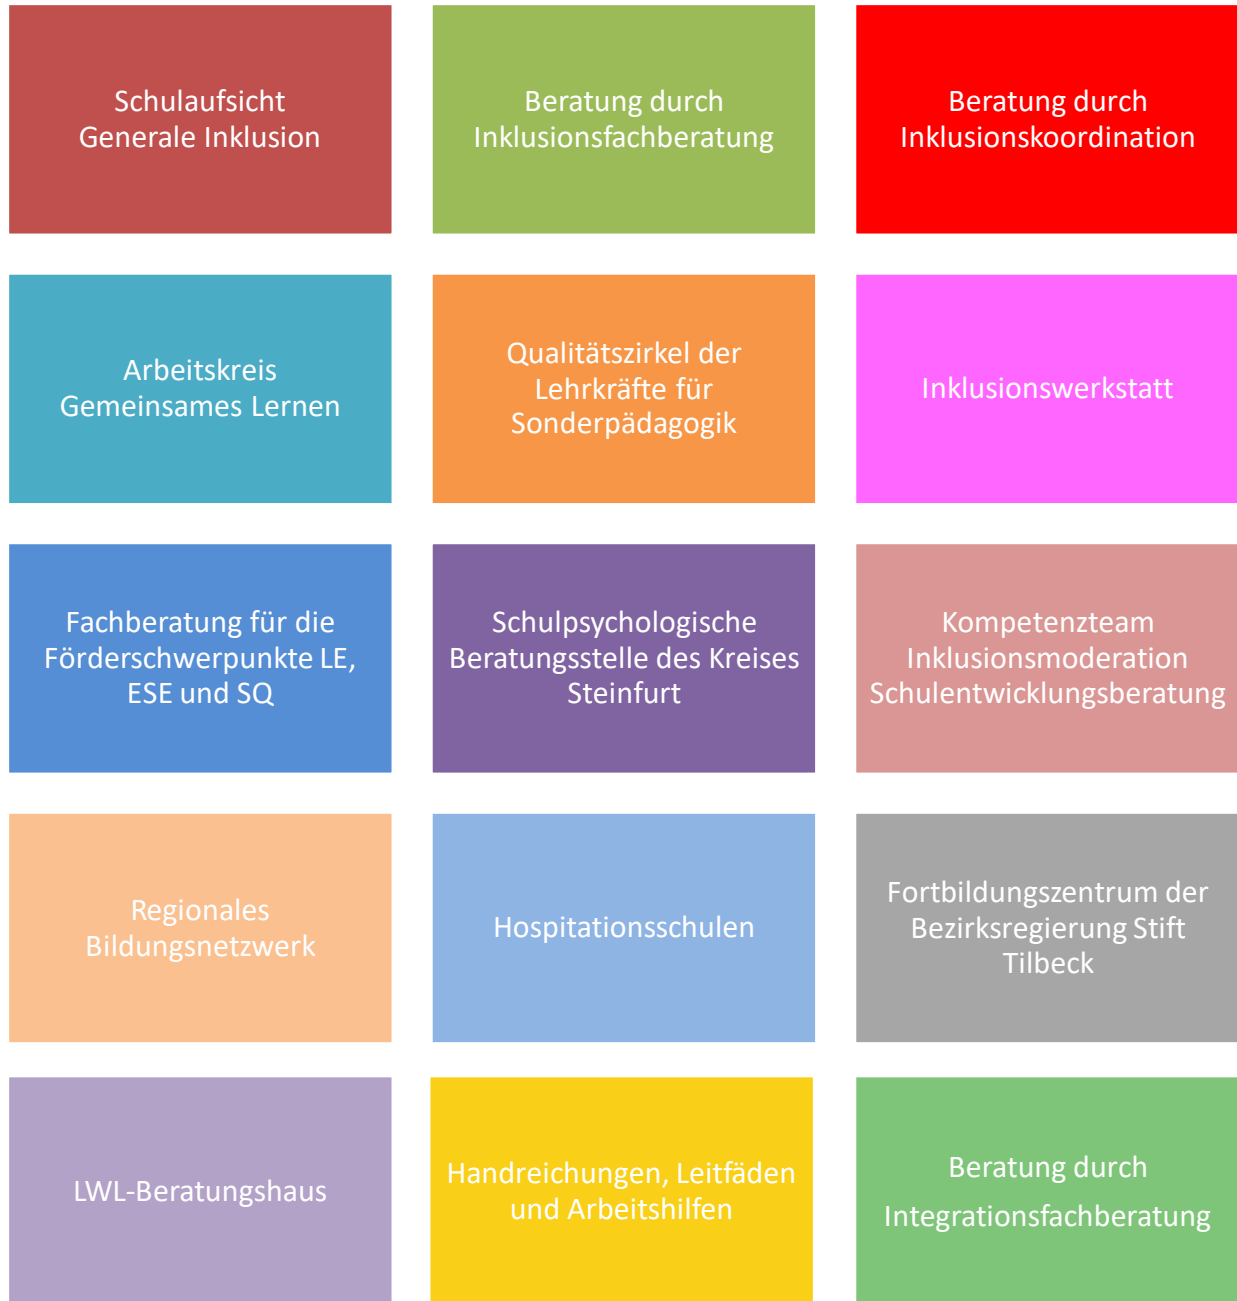 Schulaufsicht
Generale Inklusion
Beratung durch
Inklusionsfachberatung
Beratung durch
Inklusionskoordination
Arbeitskreis
Gemeinsames Lernen
Qualitätszirkel der
Lehrkräfte für
Sonderpädagogik
Inklusionswerkstatt
Fachberatung für die
Förderschwerpunkte LE,
ESE und SQ
Schulpsychologische
Beratungsstelle des Kreises
Steinfurt
Kompetenzteam
Inklusionsmoderation
Schulentwicklungsberatung
Regionales
Bildungsnetzwerk
Hospitationsschulen
Fortbildungszentrum der
Bezirksregierung Stift
Tilbeck
LWL-Beratungshaus
Handreichungen, Leitfäden
und Arbeitshilfen
Beratung durch
Integrationsfachberatung